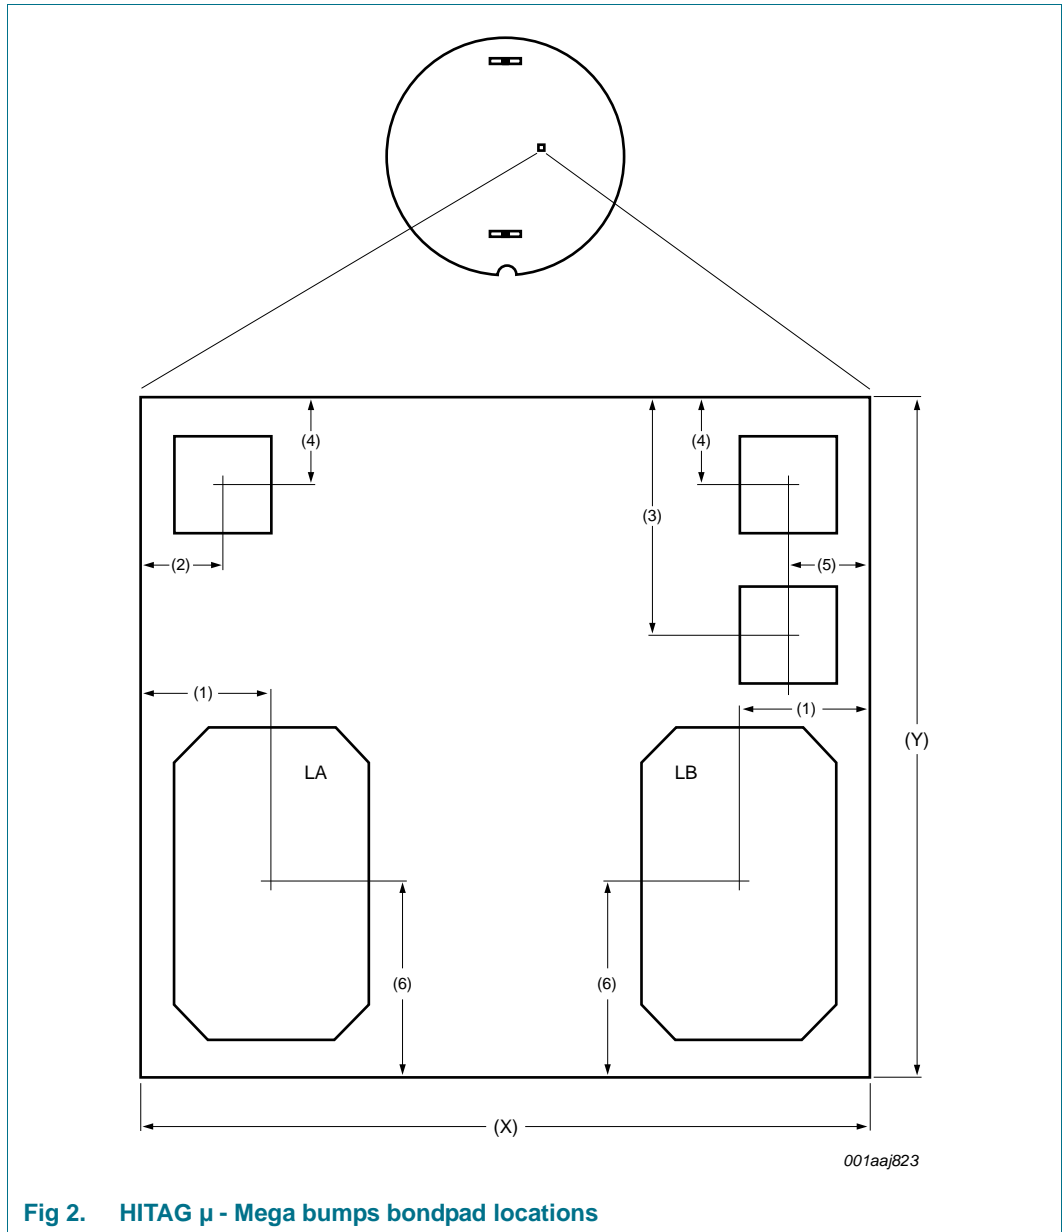 (4)
(4)
(3)
(2)
(5)
(1)
(1)
(Y)
LA
LB
(6)
(6)
(X)
001aaj823
Fig 2. HITAG µ - Mega bumps bondpad locations